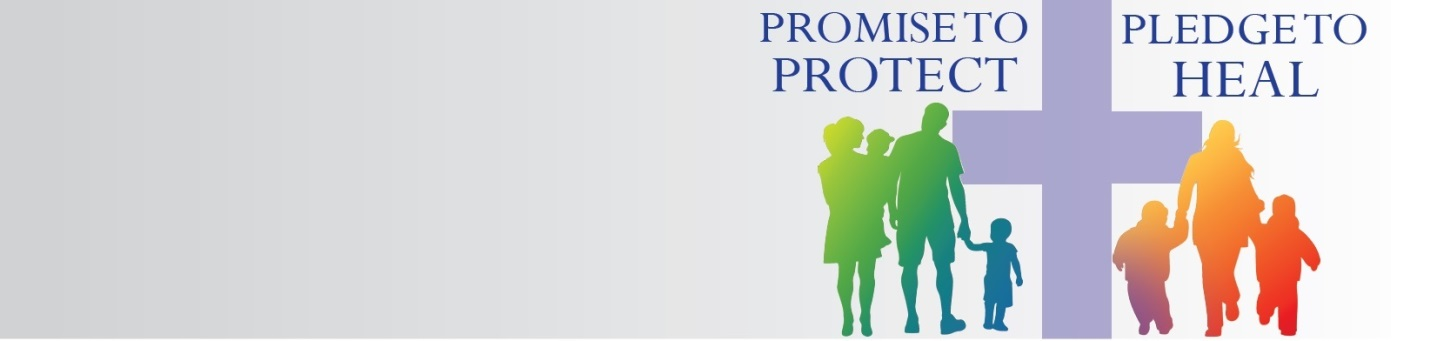 PROMISE TO
PROTECT
PLEDGE TO
HEAL